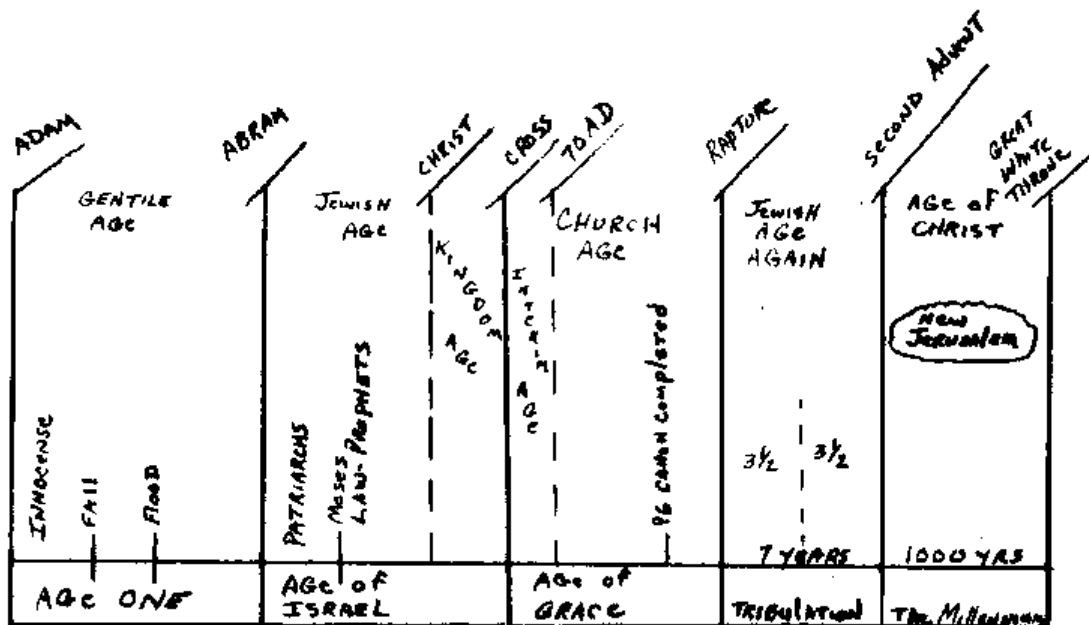 ADAM
ABRAM
CHRIST
CROSS
70 AD
RAPTURE
SECOND ADVENT
GREAT
WHITE
THRONE
GENTILE
AGE
JEWISH
AGE
KINGDOM
AGE
INTERIM
AGE
CHURCH
AGE
JEWISH
AGE
AGAIN
AGE of
CHRIST
NEW
JERUSALEM
INNOCENSE
FAll
FlOOD
PATRIARCHS
MOSES
LAW-PROPHETS
96 CANON Completed
3½
3½
7 YEARS
1000 YRS
AGE ONE
AGE of
ISRAEL
AGE of
GRACE
TRIBULATION
The Millennium